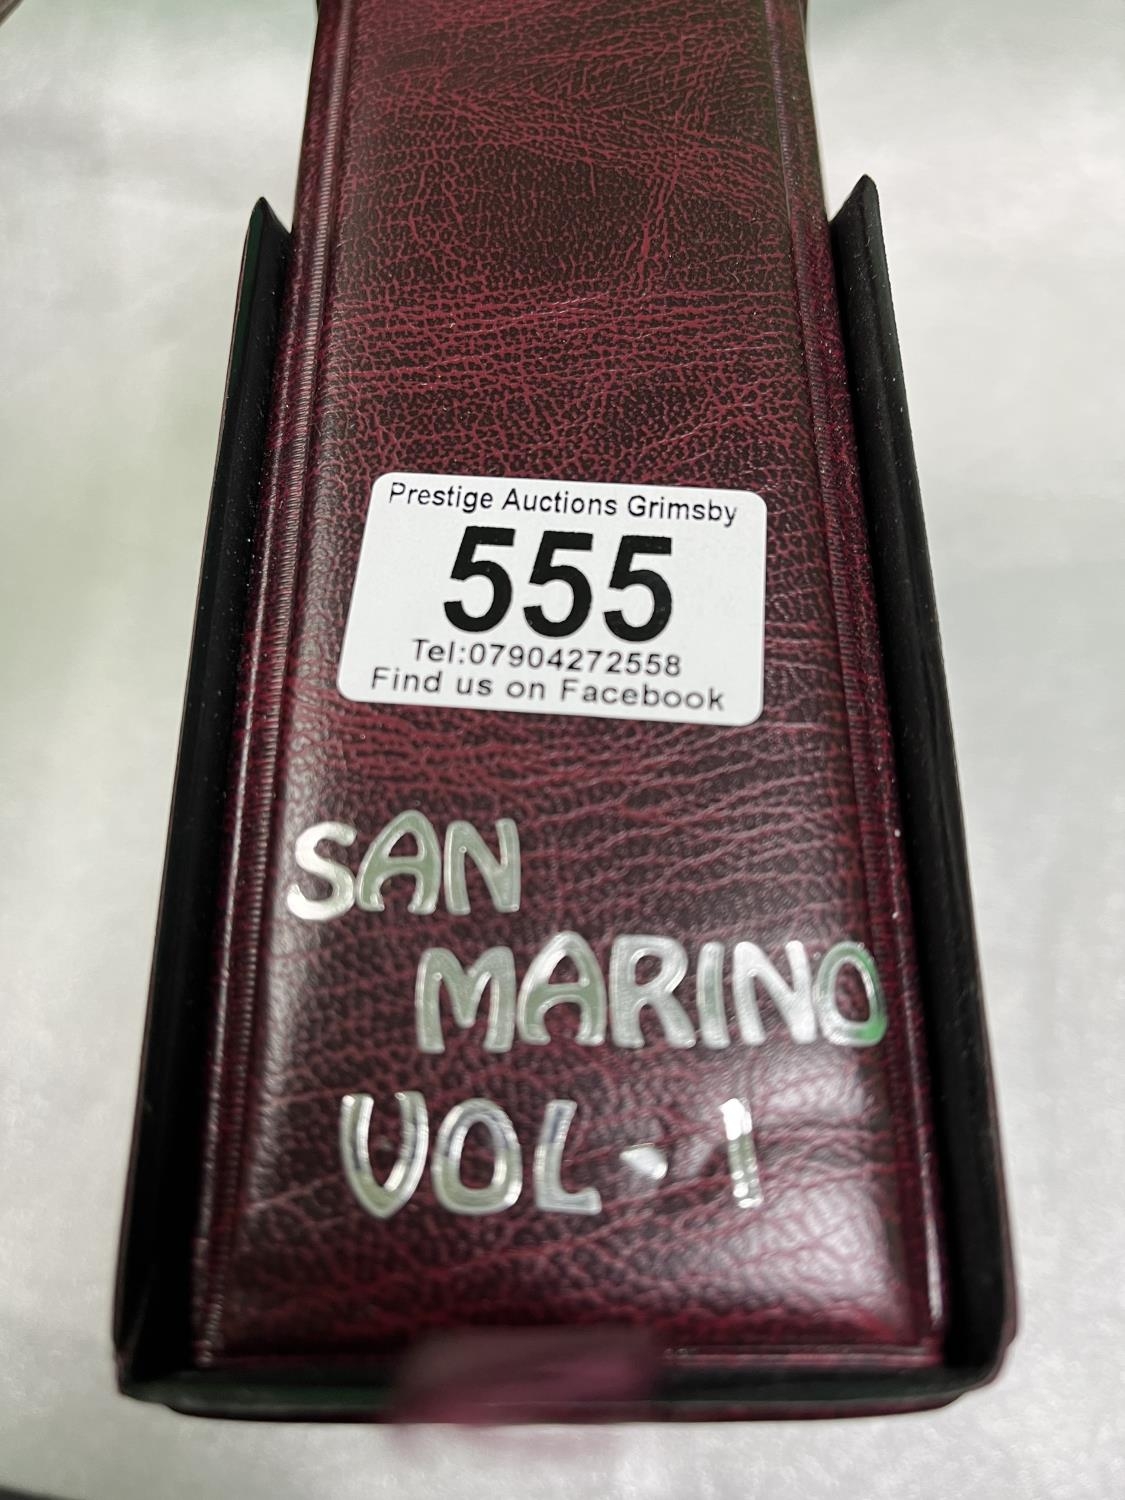 Prestige Auctions Grimsby
555
Tel:07904272558
Find us on Facebook
SAN
MARINO
VOL·1